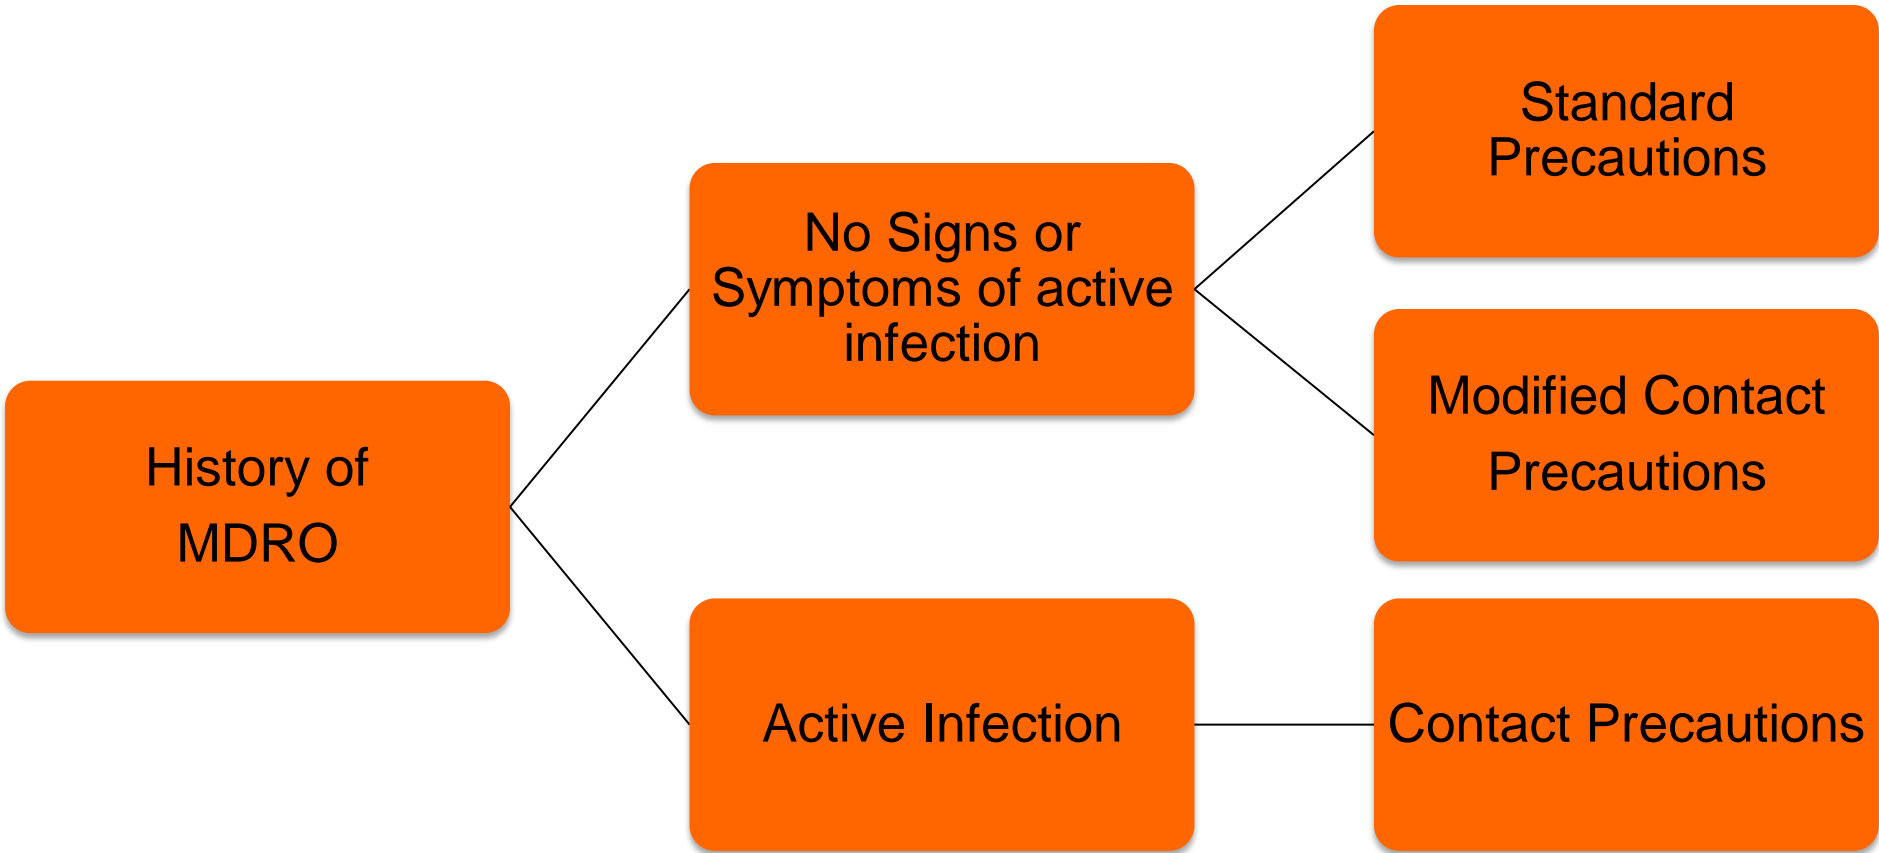 History of
MDRO
No Signs or
Symptoms of active
infection
Active Infection
Standard
Precautions
Modified Contact
Precautions
Contact Precautions